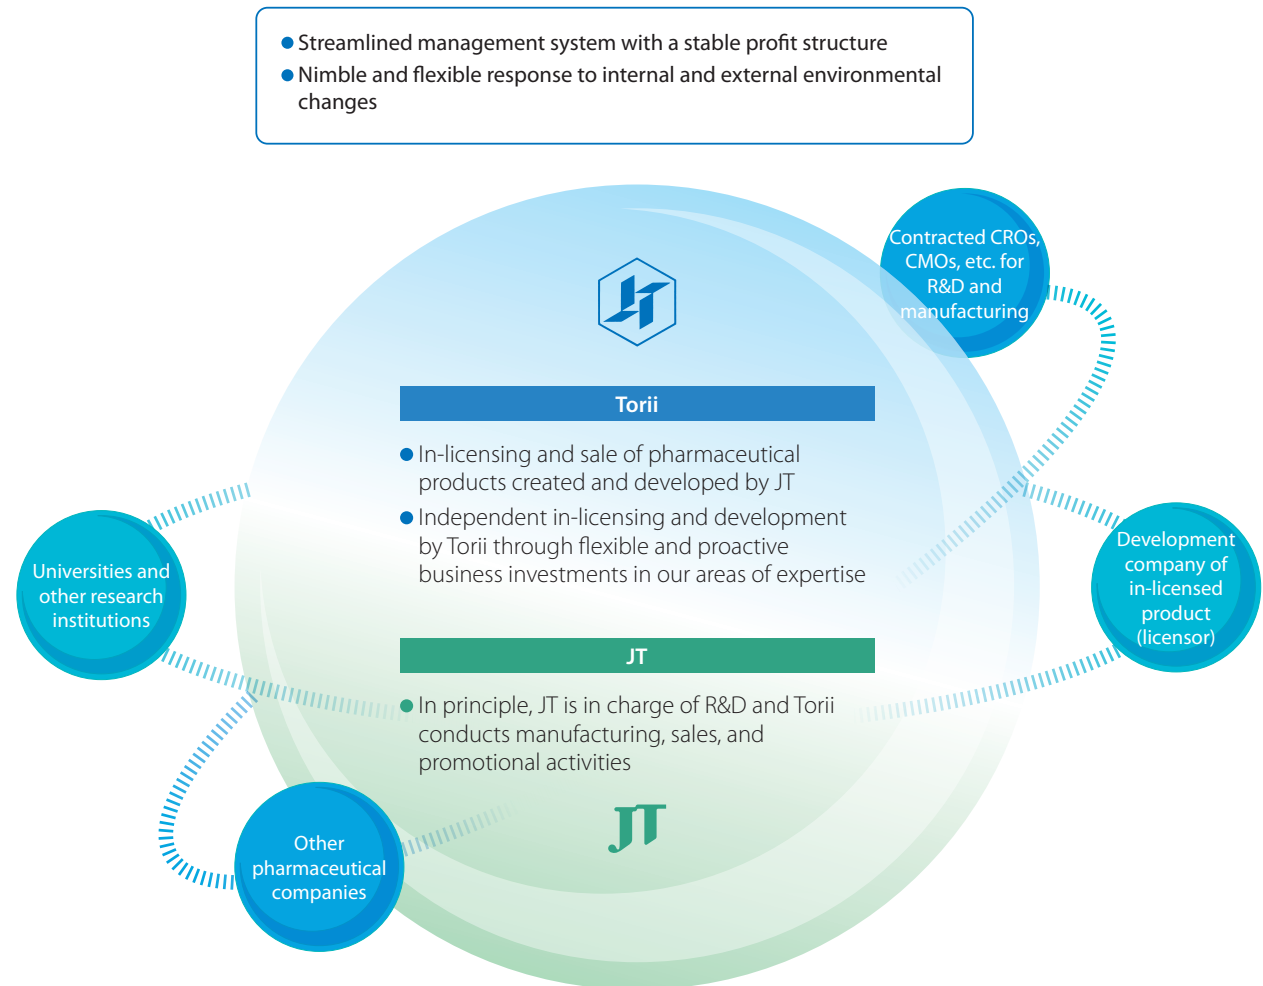 Streamlined management system with a stable profit structure
Nimble and flexible response to internal and external environmental
changes
Contracted CROs,
CMOs, etc. for
R&D and
manufacturing
Torii
In-licensing and sale of pharmaceutical
products created and developed by JT
Independent in-licensing and development
by Torii through flexible and proactive
business investments in our areas of expertise
Universities and
other research
institutions
Development
company of
in-licensed
product
(licensor)
JT
In principle, JT is in charge of R&D and Torii
conducts manufacturing, sales, and
promotional activities
JT
Other
pharmaceutical
companies